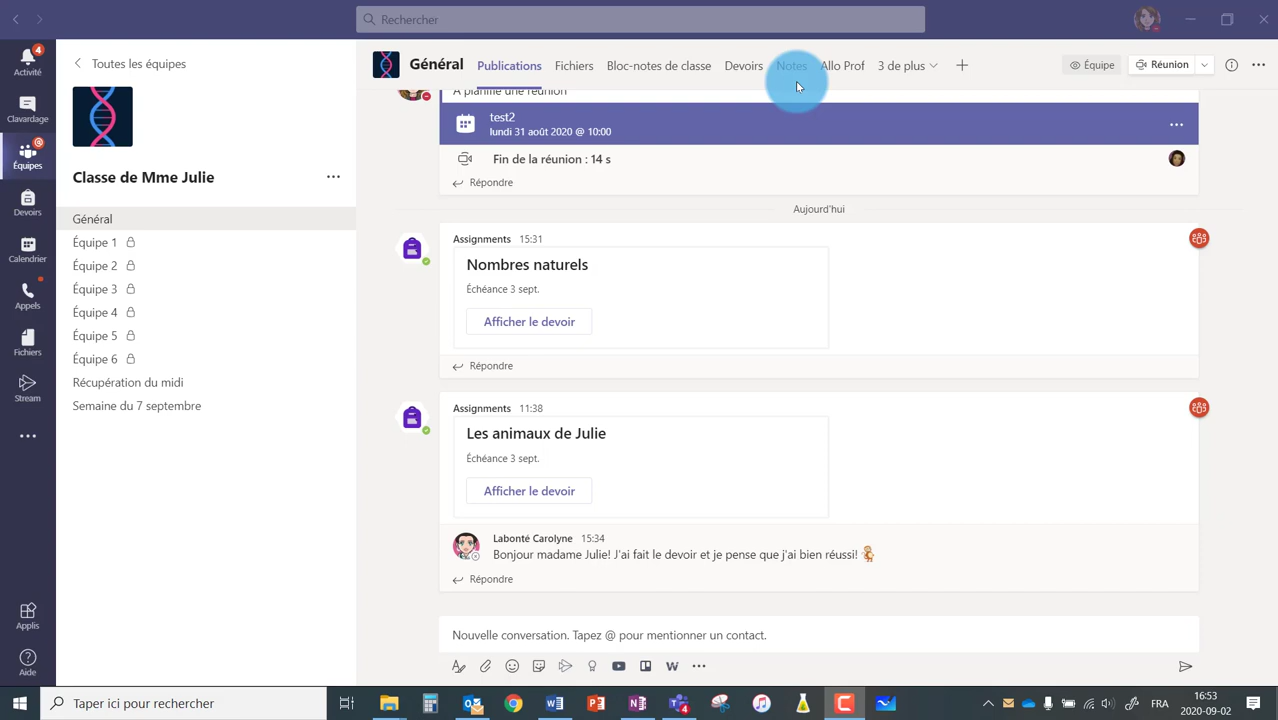 Rechercher
4
Activité
Clavardage
Équipes
Devoirs
Calendrier
Appels
Fichiers
Stream
Applis
Aide
Toutes les équipes
Classe de Mme Julie
Général
Équipe 1
Équipe 2
Équipe 3
Équipe 4
Équipe 5
Équipe 6
Récupération du midi
Semaine du 7 septembre
Général Publications Fichiers Bloc-notes de classe Devoirs Notes Allo Prof 3 de plus Équipe Réunion
A planifié une réunion
test2
lundi 31 août 2020 @ 10:00
Fin de la réunion : 14 s
Répondre
Aujourd'hui
Assignments 15:31
Nombres naturels
Échéance 3 sept.
Afficher le devoir
Répondre
Assignments 11:38
Les animaux de Julie
Échéance 3 sept.
Afficher le devoir
Labonté Carolyne 15:34
Bonjour madame Julie! J'ai fait le devoir et je pense que j'ai bien réussi!
Répondre
Nouvelle conversation. Tapez @ pour mentionner un contact.
Taper ici pour rechercher
FRA
16:53
2020-09-02